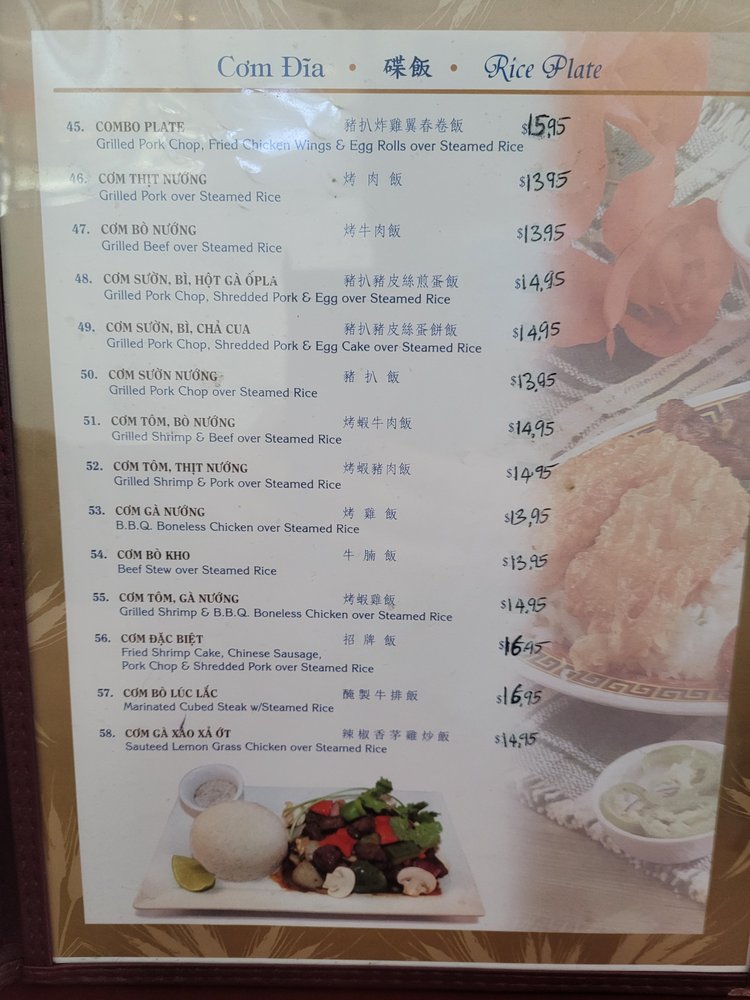 Cơm Đĩa • 碟飯 • Rice Plate
45. COMBO PLATE 豬扒炸雞翼春卷飯 $15.95
Grilled Pork Chop, Fried Chicken Wings & Egg Rolls over Steamed Rice
46. CƠM THỊT NƯỚNG 烤肉飯 $13.95
Grilled Pork over Steamed Rice
47. CƠM BÒ NƯỚNG 烤牛肉飯 $13.95
Grilled Beef over Steamed Rice
48. CƠM SƯỜN, BÌ, HỘT GÀ ỐPLA 豬扒豬皮絲煎蛋飯 $14.95
Grilled Pork Chop, Shredded Pork & Egg over Steamed Rice
49. CƠM SƯỜN, BÌ, CHẢ CUA 豬扒豬皮絲蛋餅飯 $14.95
Grilled Pork Chop, Shredded Pork & Egg Cake over Steamed Rice
50. CƠM SƯỜN NƯỚNG 豬扒飯 $13.95
Grilled Pork Chop over Steamed Rice
51. CƠM TÔM, BÒ NƯỚNG 烤蝦牛肉飯 $14.95
Grilled Shrimp & Beef over Steamed Rice
52. CƠM TÔM, THỊT NƯỚNG 烤蝦豬肉飯 $14.95
Grilled Shrimp & Pork over Steamed Rice
53. CƠM GÀ NƯỚNG 烤雞飯 $13.95
B.B.Q. Boneless Chicken over Steamed Rice
54. CƠM BÒ KHO 牛腩飯 $13.95
Beef Stew over Steamed Rice
55. CƠM TÔM, GÀ NƯỚNG 烤蝦雞飯 $14.95
Grilled Shrimp & B.B.Q. Boneless Chicken over Steamed Rice
56. CƠM ĐẶC BIỆT 招牌飯 $16.95
Fried Shrimp Cake, Chinese Sausage,
Pork Chop & Shredded Pork over Steamed Rice
57. CƠM BÒ LÚC LẮC 醃製牛排飯 $16.95
Marinated Cubed Steak w/Steamed Rice
58. CƠM GÀ XÀO XẢ ỚT 辣椒香茅雞炒飯 $14.95
Sauteed Lemon Grass Chicken over Steamed Rice